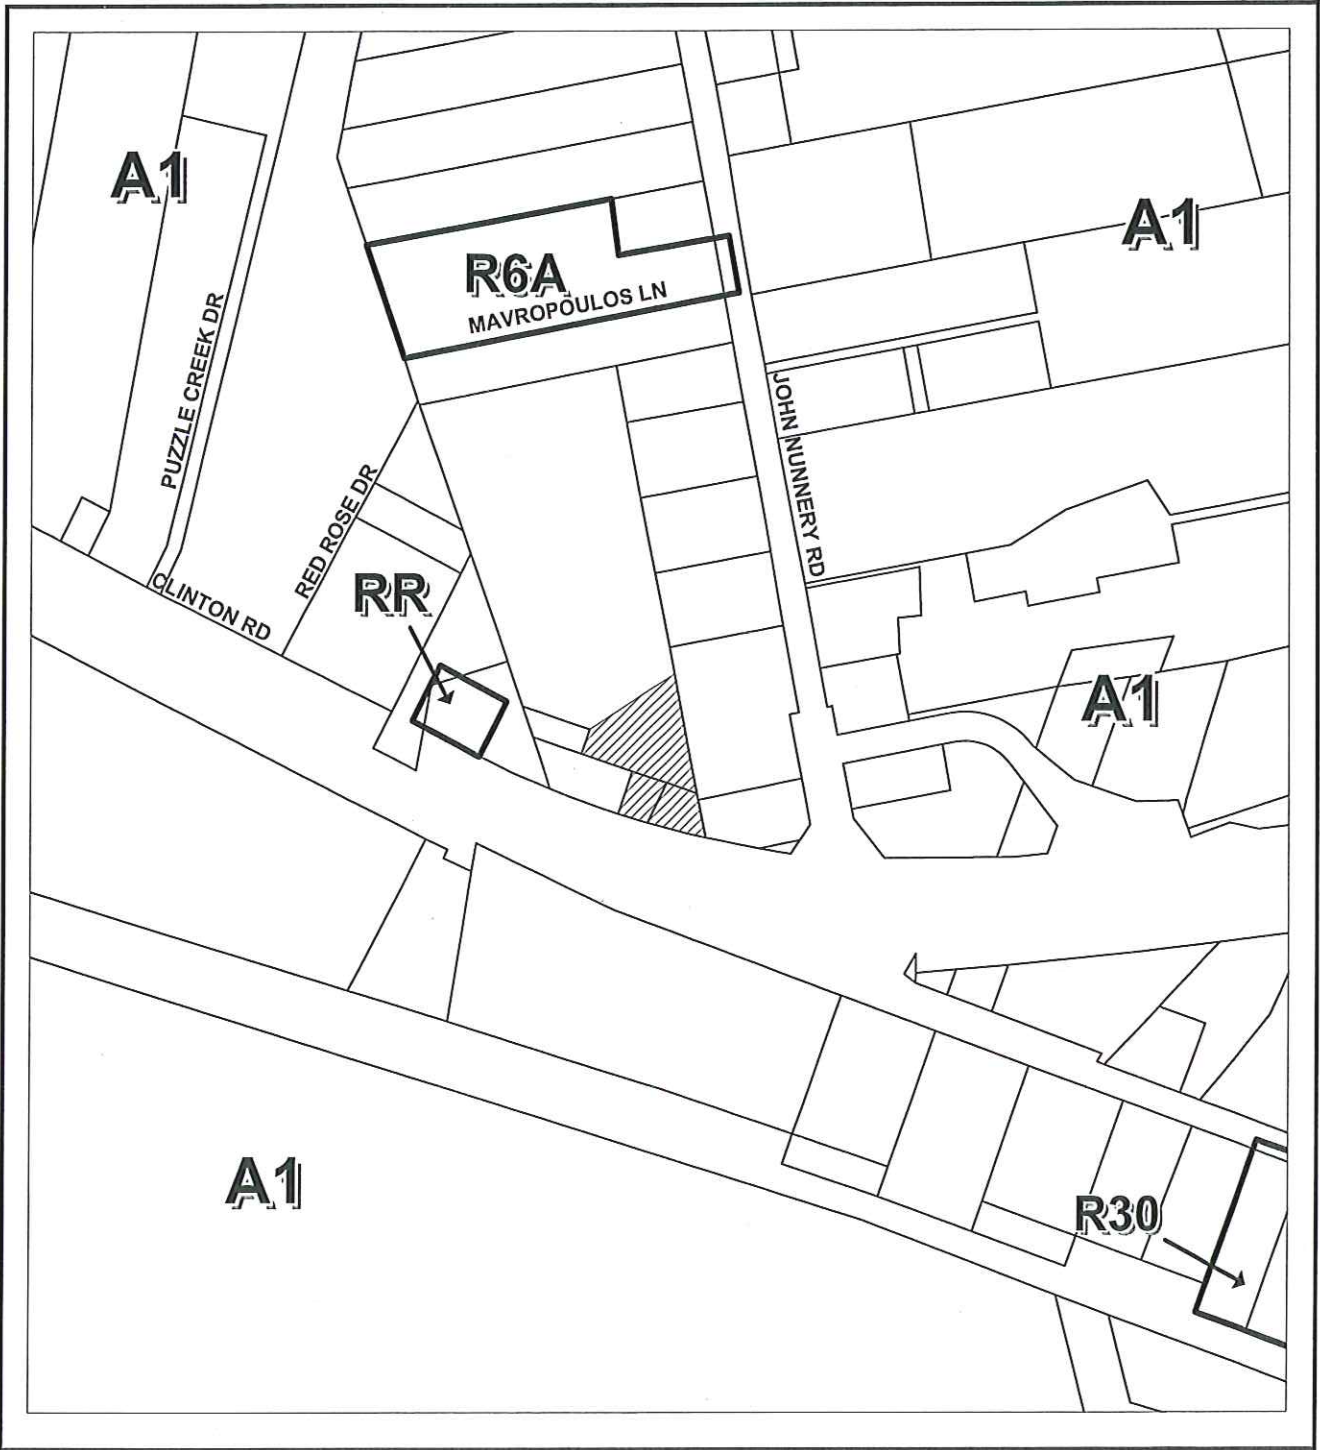 A1
A1
R6A
MAVROPOULOS LN
PUZZLE CREEK DR
JOHN NUNNERY RD
RED ROSE DR
RR
CLINTON RD
A1
A1
R30